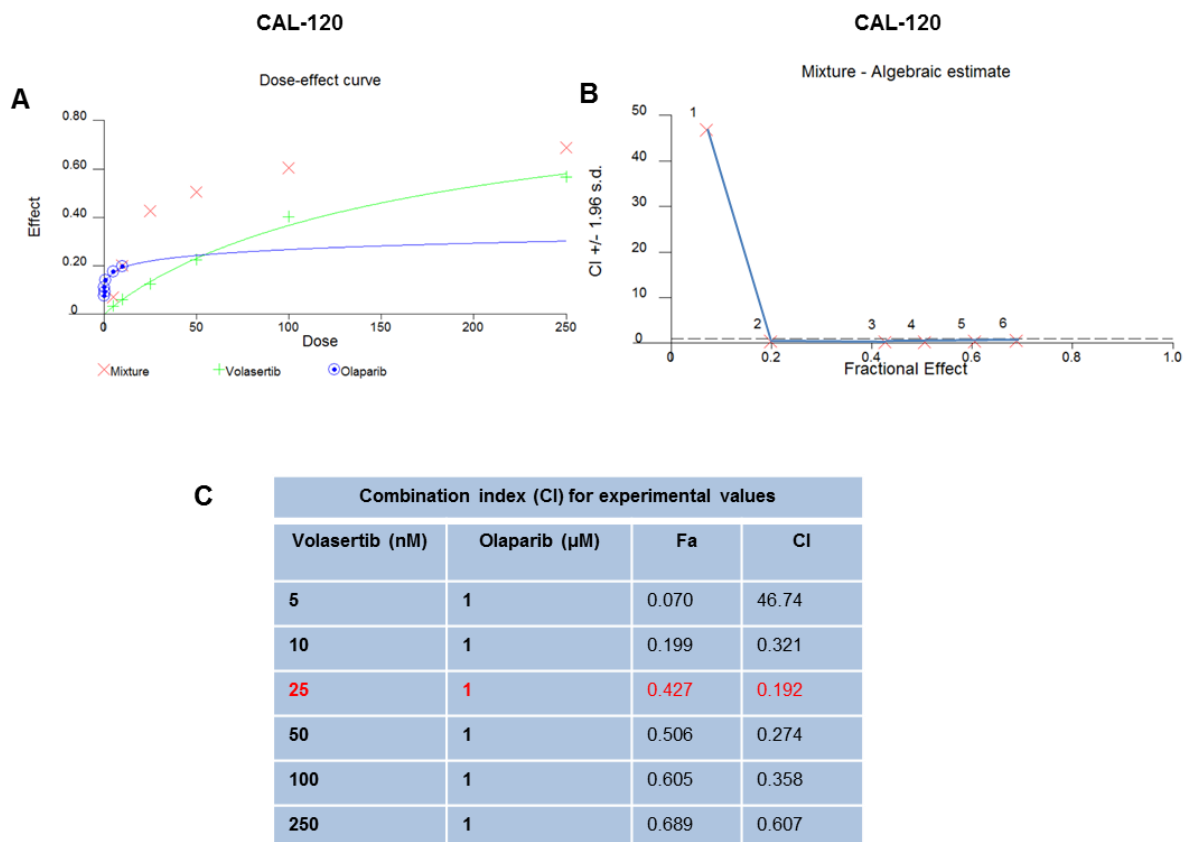 CAL-120
CAL-120
A
Dose-effect curve
Effect
0.80
0.60
0.40
0.20
0
0
50
100
150
200
250
Dose
Mixture
Volasertib
Olaparib
B
Mixture - Algebraic estimate
CI +/- 1.96 s.d.
50
40
30
20
10
0
1
2
3
4
5
6
0
0.2
0.4
0.6
0.8
1.0
Fractional Effect
C
Combination index (CI) for experimental values
Volasertib (nM) Olaparib (µM) Fa CI
5 1 0.070 46.74
10 1 0.199 0.321
25 1 0.427 0.192
50 1 0.506 0.274
100 1 0.605 0.358
250 1 0.689 0.607